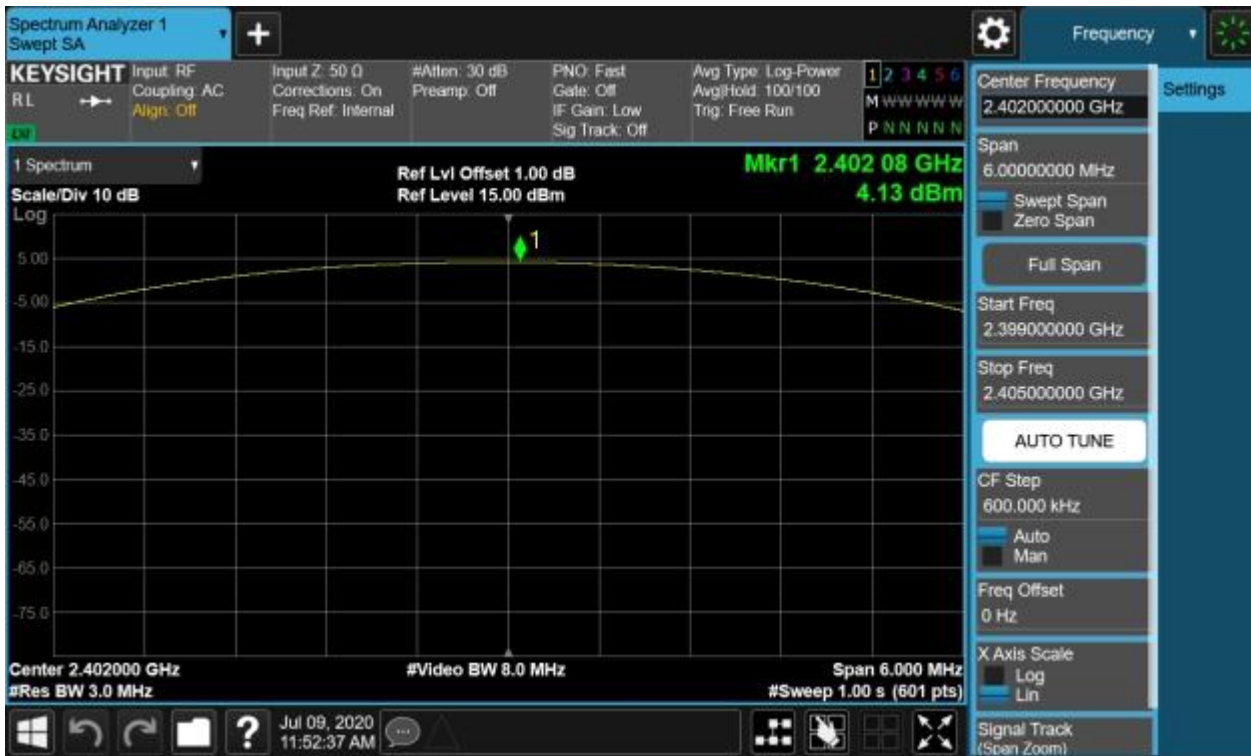 Spectrum Analyzer 1
Swept SA
+
Frequency
KEYSIGHT
RL
Input: RF
Coupling: AC
Align: Off
Input Z: 50 Ω
Corrections: On
Freq Ref: Internal
#Atten: 30 dB
Preamp: Off
PNO: Fast
Gate: Off
IF Gain: Low
Sig Track: Off
Avg Type: Log-Power
Avg|Hold: 100/100
Trig: Free Run
1 2 3 4 5 6
M W W W W W
P N N N N N
1 Spectrum
Scale/Div 10 dB
Log
Ref Lvl Offset 1.00 dB
Ref Level 15.00 dBm
Mkr1 2.402 08 GHz
4.13 dBm
1
5.00
-5.00
-15.0
-25.0
-35.0
-45.0
-55.0
-65.0
-75.0
Center 2.402000 GHz
#Res BW 3.0 MHz
#Video BW 8.0 MHz
Span 6.000 MHz
#Sweep 1.00 s (601 pts)
?
Jul 09, 2020
11:52:37 AM
Center Frequency
2.402000000 GHz
Settings
Span
6.00000000 MHz
Swept Span
Zero Span
Full Span
Start Freq
2.399000000 GHz
Stop Freq
2.405000000 GHz
AUTO TUNE
CF Step
600.000 kHz
Auto
Man
Freq Offset
0 Hz
X Axis Scale
Log
Lin
Signal Track
(Span Zoom)